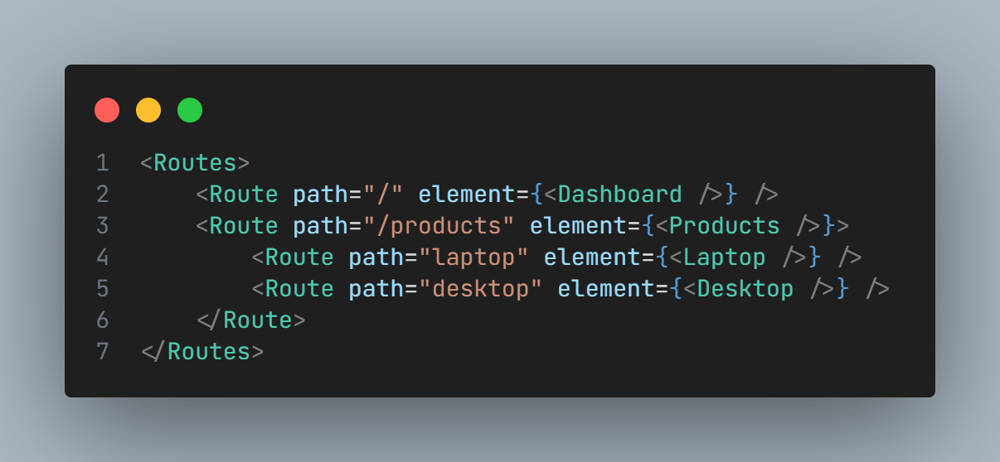 1 <Routes>
2     <Route path="/" element={<Dashboard />} />
3     <Route path="/products" element={<Products />}>
4         <Route path="laptop" element={<Laptop />} />
5         <Route path="desktop" element={<Desktop />} />
6     </Route>
7 </Routes>